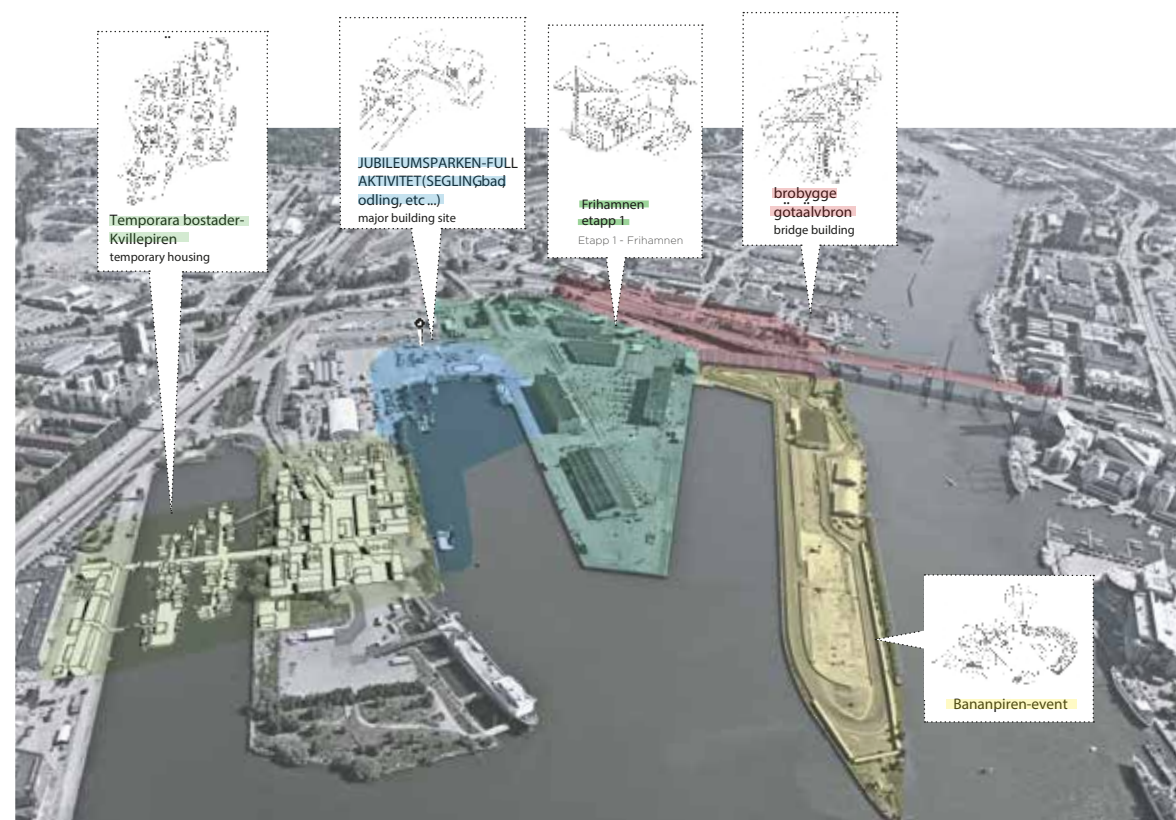 Temporara bostader-
Kvillepiren
temporary housing
JUBILEUMSPARKEN-FULL
AKTIVITET(SEGLING,bad,
odling, etc ...)
major building site
Frihamnen
etapp 1
Etapp 1 - Frihamnen
brobygge
gotaalvbron
bridge building
Bananpiren-event